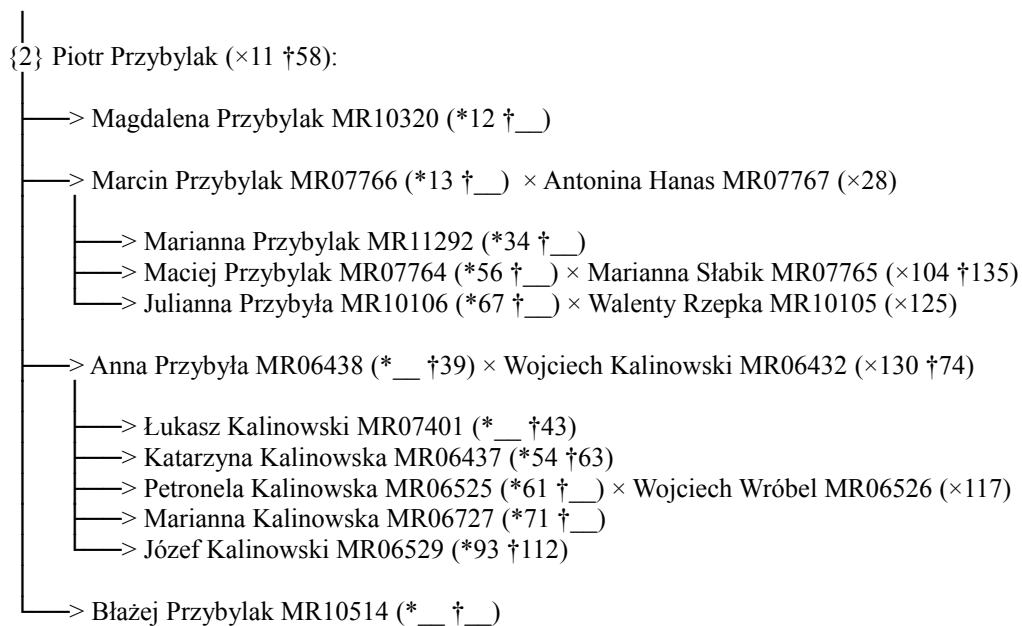 {2} Piotr Przybylak (×11 †58):
> Magdalena Przybylak MR10320 (*12 †__)
> Marcin Przybylak MR07766 (*13 †__) × Antonina Hanas MR07767 (×28)
> Marianna Przybylak MR11292 (*34 †__)
> Maciej Przybylak MR07764 (*56 †__) × Marianna Słabik MR07765 (×104 †135)
> Julianna Przybyła MR10106 (*67 †__) × Walenty Rzepka MR10105 (×125)
> Anna Przybyła MR06438 (*__ †39) × Wojciech Kalinowski MR06432 (×130 †74)
> Łukasz Kalinowski MR07401 (*__ †43)
> Katarzyna Kalinowska MR06437 (*54 †63)
> Petronela Kalinowska MR06525 (*61 †__) × Wojciech Wróbel MR06526 (×117)
> Marianna Kalinowska MR06727 (*71 †__)
> Józef Kalinowski MR06529 (*93 †112)
> Błażej Przybylak MR10514 (*__ †__)